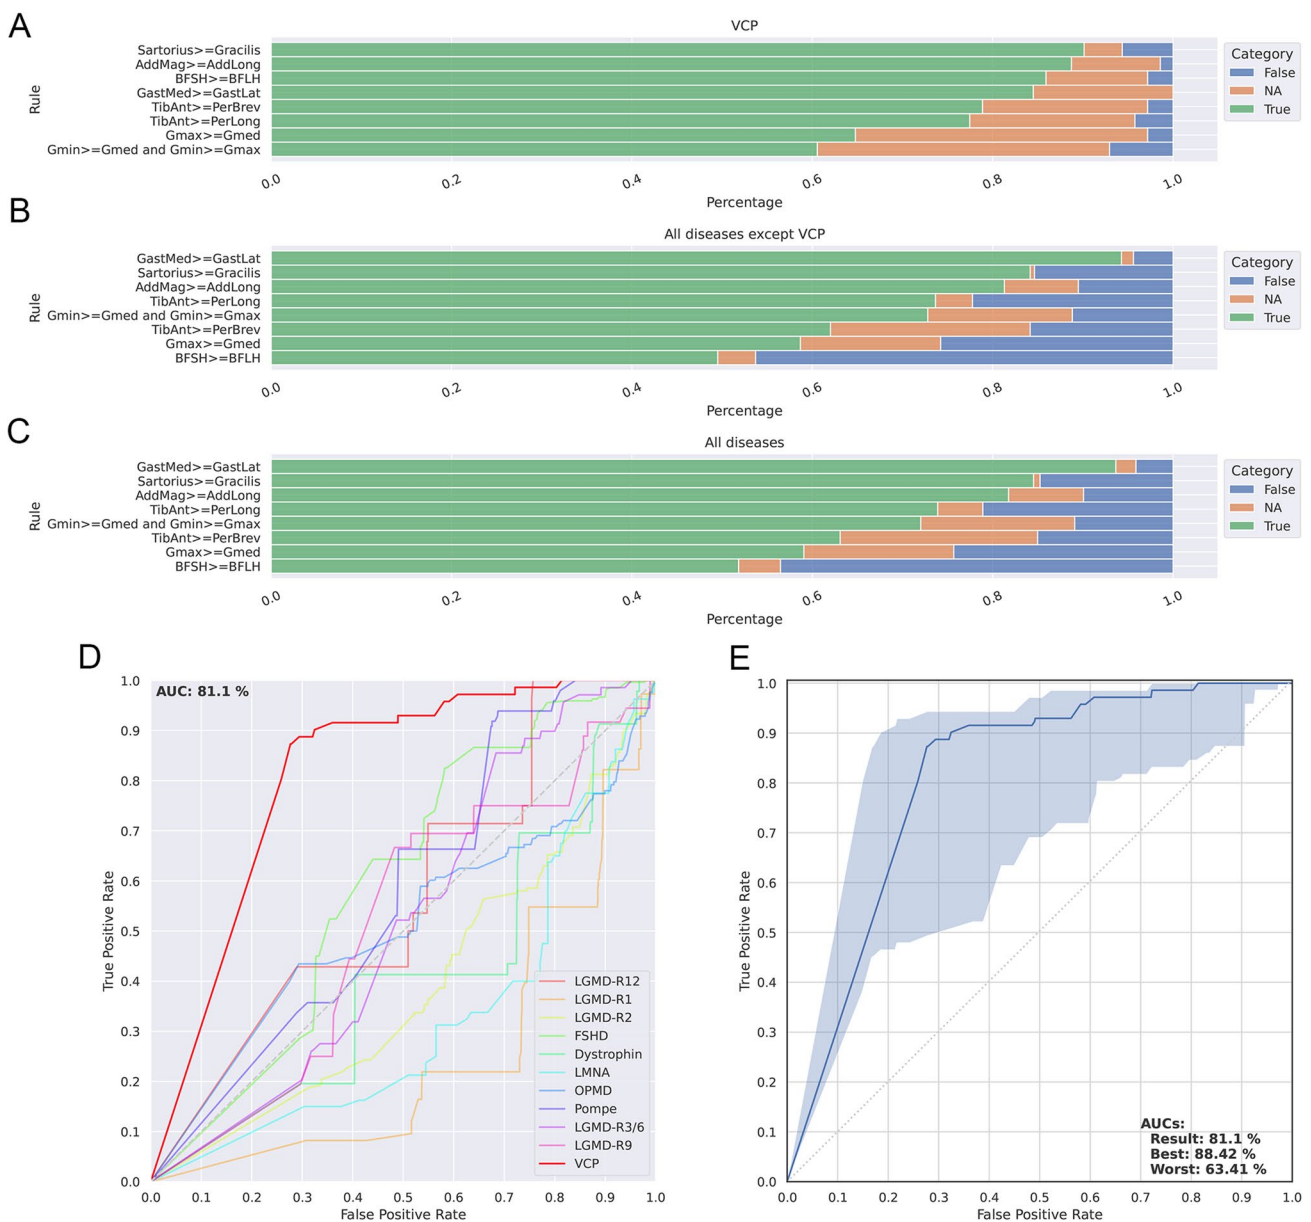 A
VCP
Rule
Sartorius>=Gracilis
AddMag>=AddLong
BFSH>=BFLH
GastMed>=GastLat
TibAnt>=PerBrev
TibAnt>=PerLong
Gmax>=Gmed
Gmin>=Gmed and Gmin>=Gmax
0.0 0.2 0.4 0.6 0.8 1.0
Percentage
Category
False
NA
True
B
All diseases except VCP
Rule
GastMed>=GastLat
Sartorius>=Gracilis
AddMag>=AddLong
TibAnt>=PerLong
Gmin>=Gmed and Gmin>=Gmax
TibAnt>=PerBrev
Gmax>=Gmed
BFSH>=BFLH
0.0 0.2 0.4 0.6 0.8 1.0
Percentage
Category
False
NA
True
C
All diseases
Rule
GastMed>=GastLat
Sartorius>=Gracilis
AddMag>=AddLong
TibAnt>=PerLong
Gmin>=Gmed and Gmin>=Gmax
TibAnt>=PerBrev
Gmax>=Gmed
BFSH>=BFLH
0.0 0.2 0.4 0.6 0.8 1.0
Percentage
Category
False
NA
True
D
AUC: 81.1 %
True Positive Rate
1.0
0.9
0.8
0.7
0.6
0.5
0.4
0.3
0.2
0.1
0.0
LGMD-R12
LGMD-R1
LGMD-R2
FSHD
Dystrophin
LMNA
OPMD
Pompe
LGMD-R3/6
LGMD-R9
VCP
0.0 0.1 0.2 0.3 0.4 0.5 0.6 0.7 0.8 0.9 1.0
False Positive Rate
E
True Positive Rate
1.0
0.9
0.8
0.7
0.6
0.5
0.4
0.3
0.2
0.1
0.0
AUCs:
Result: 81.1 %
Best: 88.42 %
Worst: 63.41 %
0.0 0.1 0.2 0.3 0.4 0.5 0.6 0.7 0.8 0.9 1.0
False Positive Rate